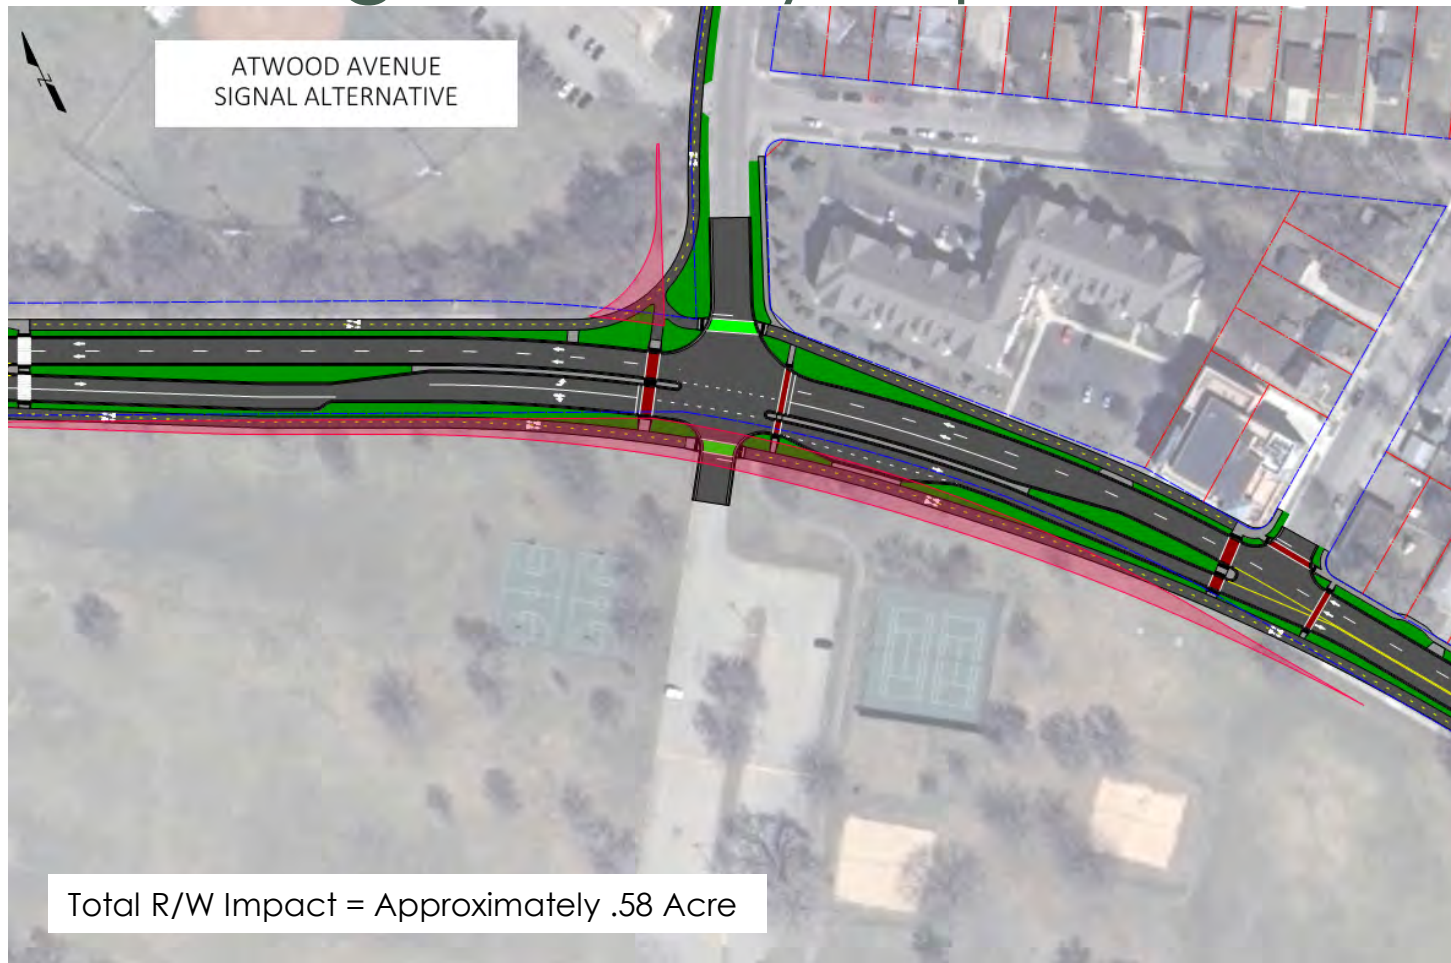 ATWOOD AVENUE
SIGNAL ALTERNATIVE
Total R/W Impact = Approximately .58 Acre